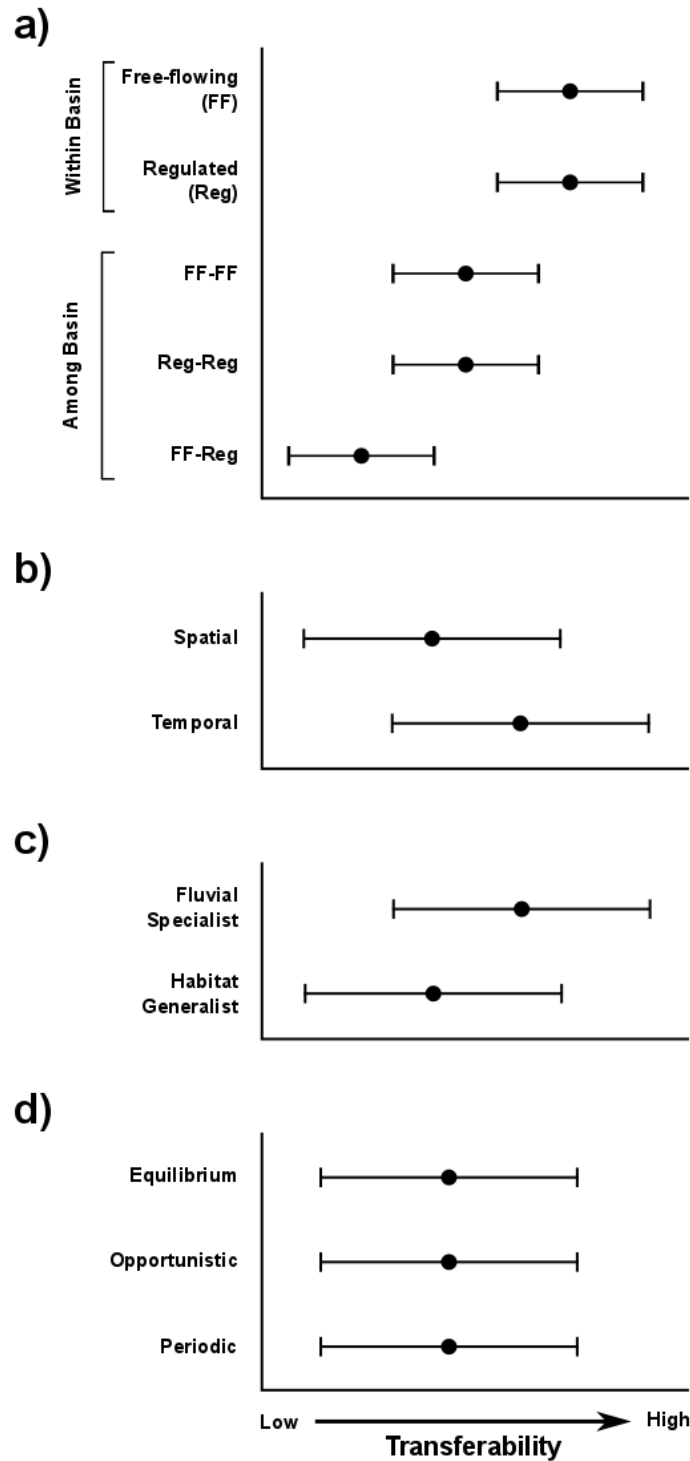 a)
Within Basin
Free-flowing
(FF)
Regulated
(Reg)
Among Basin
FF-FF
Reg-Reg
FF-Reg
b)
Spatial
Temporal
c)
Fluvial
Specialist
Habitat
Generalist
d)
Equilibrium
Opportunistic
Periodic
Low
High
Transferability